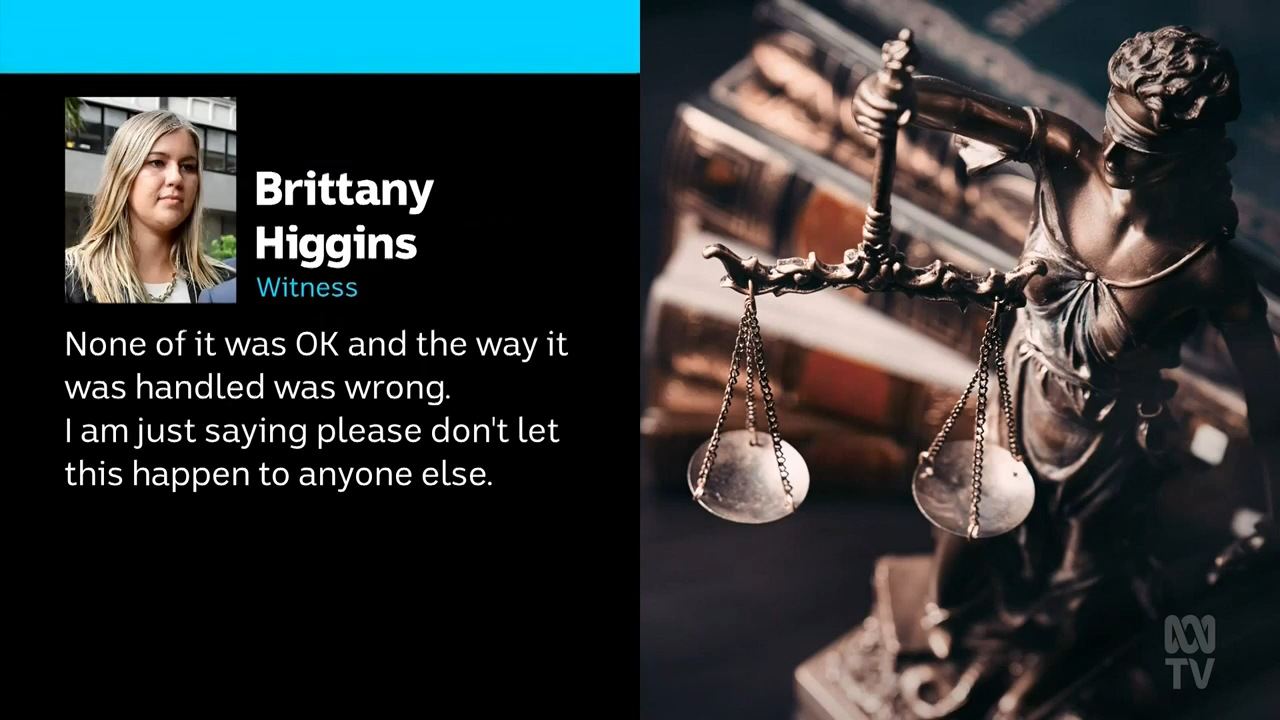 Brittany
Higgins
Witness
None of it was OK and the way it
was handled was wrong.
I am just saying please don't let
this happen to anyone else.
TV